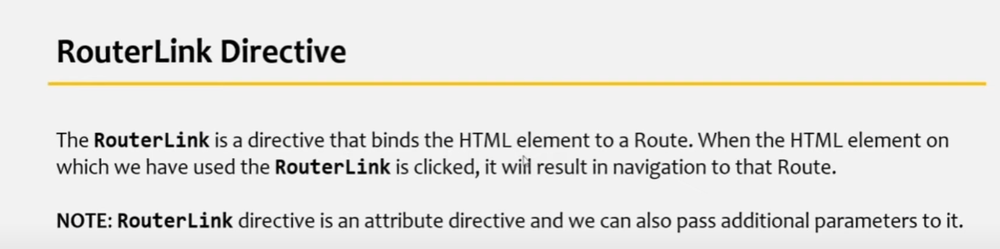 RouterLink Directive
The RouterLink is a directive that binds the HTML element to a Route. When the HTML element on
which we have used the RouterLink is clicked, it will result in navigation to that Route.
NOTE: RouterLink directive is an attribute directive and we can also pass additional parameters to it.